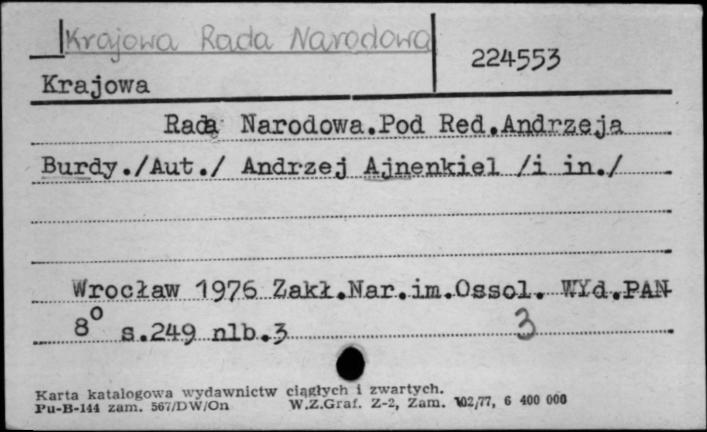 Krajowa Rada Narodowa
224553
Krajowa
Rada Narodowa.Pod Red.Andrzeja
Burdy./Aut./ Andrzej Ajnenkiel /i in./
Wrocław 1976 Zakł.Nar.im.Ossol. WYd.PAN
8° s.249 nlb.3
3
Karta katalogowa wydawnictw ciągłych i zwartych.
Pu-B-144 zam. 567/DW/On W.Z.Graf. Z-2, Zam. 102/77, 6 400 000